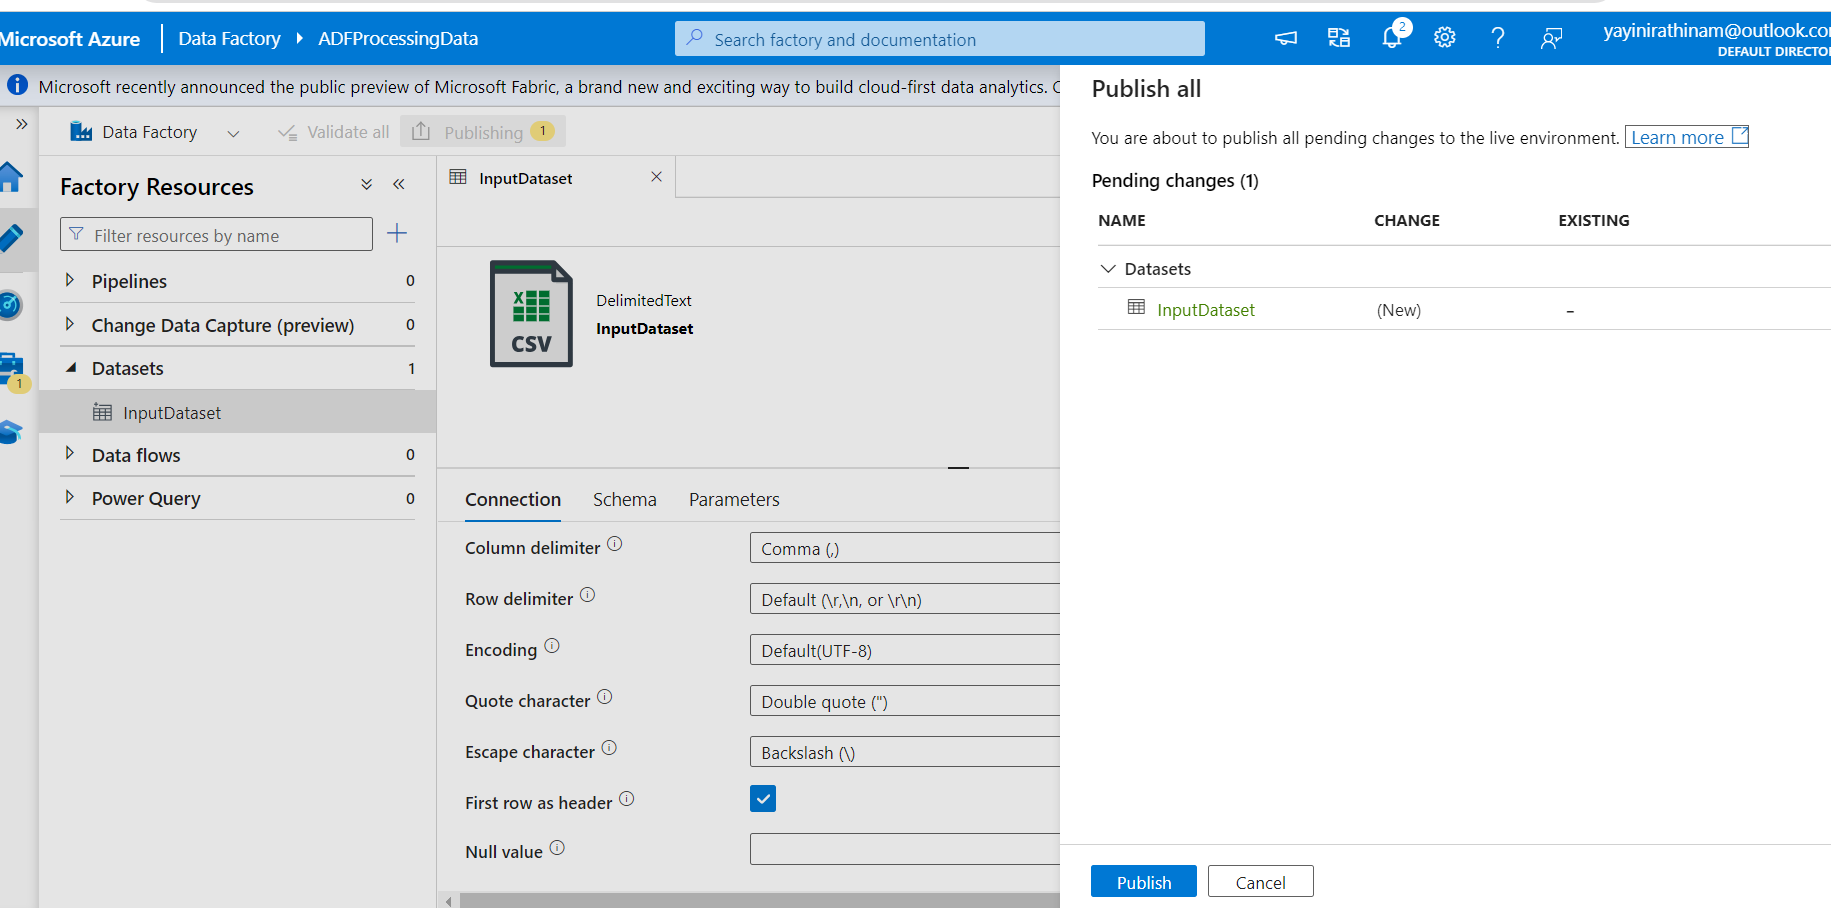 Microsoft Azure
Data Factory
ADFProcessingData
Search factory and documentation
2
yayinirathinam@outlook.co
DEFAULT DIRECTO
Microsoft recently announced the public preview of Microsoft Fabric, a brand new and exciting way to build cloud-first data analytics.
Data Factory
Validate all
Publishing 1
Factory Resources
Filter resources by name
Pipelines 0
Change Data Capture (preview) 0
Datasets 1
InputDataset
Data flows 0
Power Query 0
1
InputDataset
CSV
DelimitedText
InputDataset
Connection
Schema
Parameters
Column delimiter Comma (,)
Row delimiter Default (\r,\n, or \r\n)
Encoding Default(UTF-8)
Quote character Double quote (")
Escape character Backslash (\)
First row as header
Null value
Publish all
You are about to publish all pending changes to the live environment. Learn more
Pending changes (1)
NAME CHANGE EXISTING
Datasets
InputDataset (New) -
Publish
Cancel